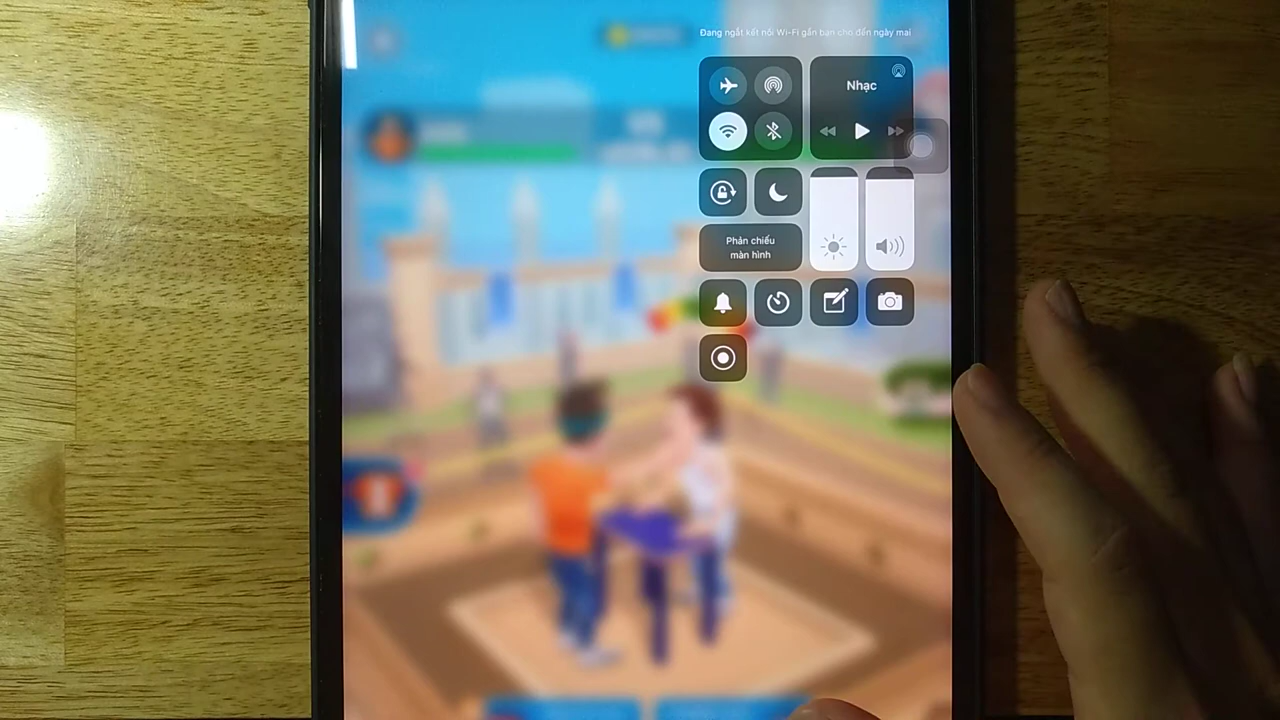 Đang ngắt kết nối Wi-Fi gần bạn cho đến ngày mai
Nhạc
Phản chiếu
màn hình